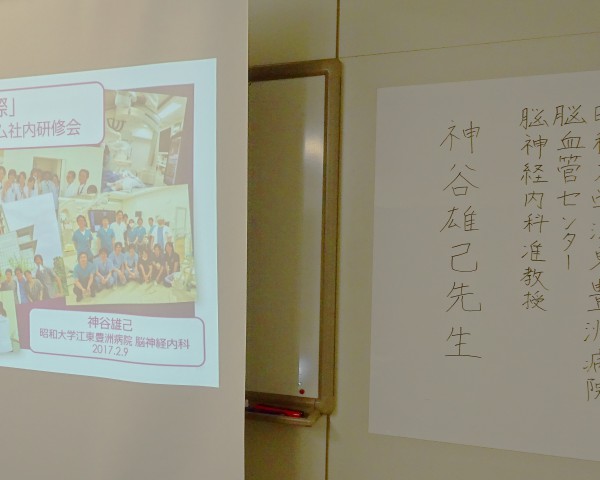 際」
ム社内研修会
神谷雄己
昭和大学江東豊洲病院 脳神経内科
2017.2.9
昭和大学江東豊洲病院
脳血管センター
脳神経内科准教授
神谷雄己先生